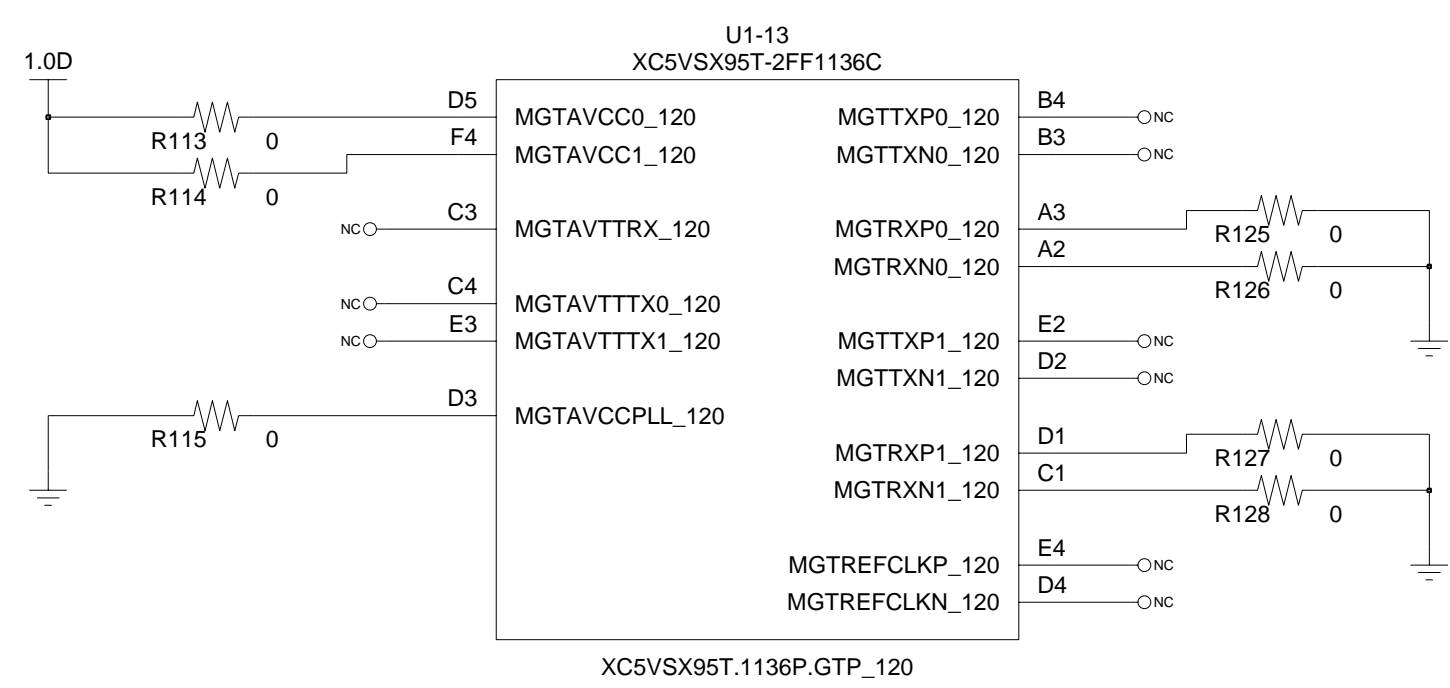 U1-13
XC5VSX95T-2FF1136C
1.0D
D5
MGTAVCC0_120
R113 0
F4
MGTAVCC1_120
R114 0
C3
NC
MGTAVTTRX_120
C4
NC
MGTAVTTTX0_120
E3
NC
MGTAVTTTX1_120
D3
MGTAVCCPLL_120
R115 0
MGTTXP0_120
B4
NC
MGTTXN0_120
B3
NC
MGTRXP0_120
A3
R125 0
MGTRXN0_120
A2
R126 0
MGTTXP1_120
E2
NC
MGTTXN1_120
D2
NC
MGTRXP1_120
D1
R127 0
MGTRXN1_120
C1
R128 0
MGTREFCLKP_120
E4
NC
MGTREFCLKN_120
D4
NC
XC5VSX95T.1136P.GTP_120